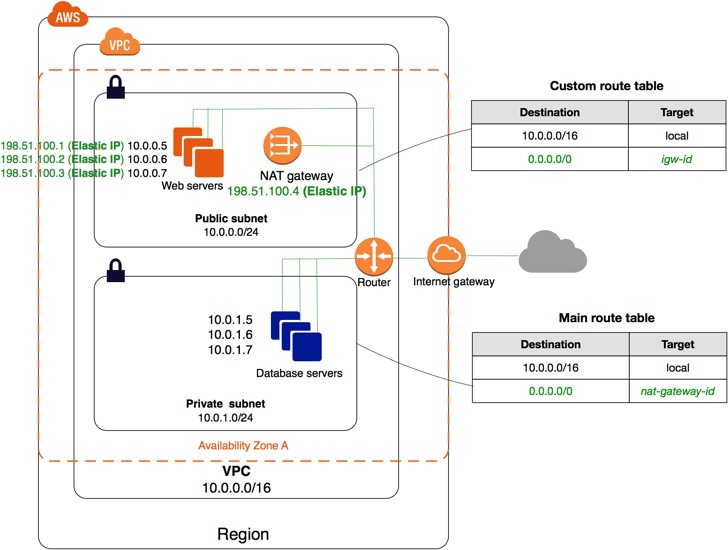 AWS
VPC
198.51.100.1 (Elastic IP) 10.0.0.5
198.51.100.2 (Elastic IP) 10.0.0.6
198.51.100.3 (Elastic IP) 10.0.0.7
Web servers
NAT gateway
198.51.100.4 (Elastic IP)
Public subnet
10.0.0.0/24
Custom route table
Destination Target
10.0.0.0/16 local
0.0.0.0/0 igw-id
Router
Internet gateway
10.0.1.5
10.0.1.6
10.0.1.7
Database servers
Private subnet
10.0.1.0/24
Main route table
Destination Target
10.0.0.0/16 local
0.0.0.0/0 nat-gateway-id
Availability Zone A
VPC
10.0.0.0/16
Region